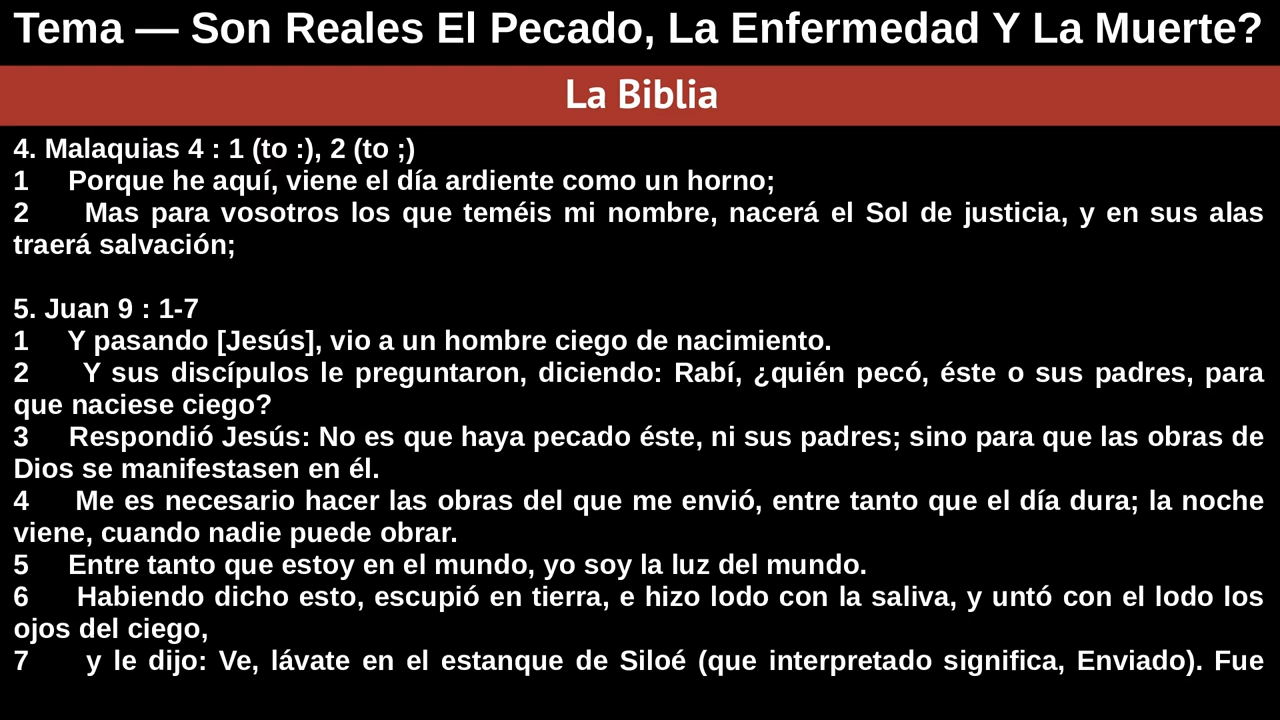 Tema — Son Reales El Pecado, La Enfermedad Y La Muerte?
La Biblia
4. Malaquias 4 : 1 (to :), 2 (to ;)
1 Porque he aquí, viene el día ardiente como un horno;
2 Mas para vosotros los que teméis mi nombre, nacerá el Sol de justicia, y en sus alas
traerá salvación;
5. Juan 9 : 1-7
1 Y pasando [Jesús], vio a un hombre ciego de nacimiento.
2 Y sus discípulos le preguntaron, diciendo: Rabí, ¿quién pecó, éste o sus padres, para
que naciese ciego?
3 Respondió Jesús: No es que haya pecado éste, ni sus padres; sino para que las obras de
Dios se manifestasen en él.
4 Me es necesario hacer las obras del que me envió, entre tanto que el día dura; la noche
viene, cuando nadie puede obrar.
5 Entre tanto que estoy en el mundo, yo soy la luz del mundo.
6 Habiendo dicho esto, escupió en tierra, e hizo lodo con la saliva, y untó con el lodo los
ojos del ciego,
7 y le dijo: Ve, lávate en el estanque de Siloé (que interpretado significa, Enviado). Fue